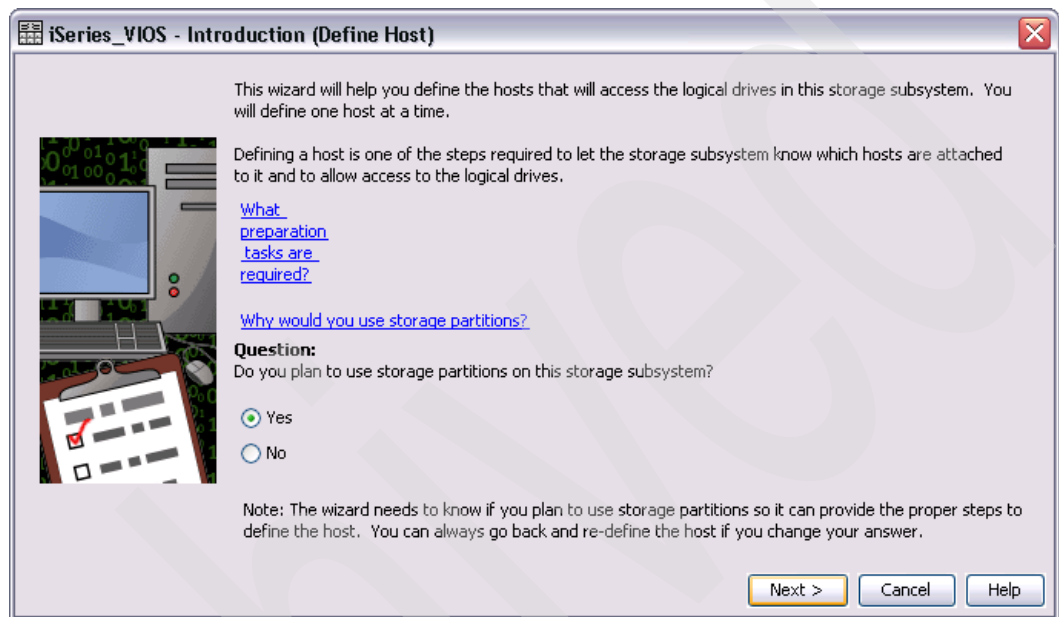 iSeries_VIOS - Introduction (Define Host)
This wizard will help you define the hosts that will access the logical drives in this storage subsystem.  You
will define one host at a time.
Defining a host is one of the steps required to let the storage subsystem know which hosts are attached
to it and to allow access to the logical drives.
What
preparation
tasks are
required?
Why would you use storage partitions?
Question:
Do you plan to use storage partitions on this storage subsystem?
Yes
No
Note: The wizard needs to know if you plan to use storage partitions so it can provide the proper steps to
define the host.  You can always go back and re-define the host if you change your answer.
Next >
Cancel
Help